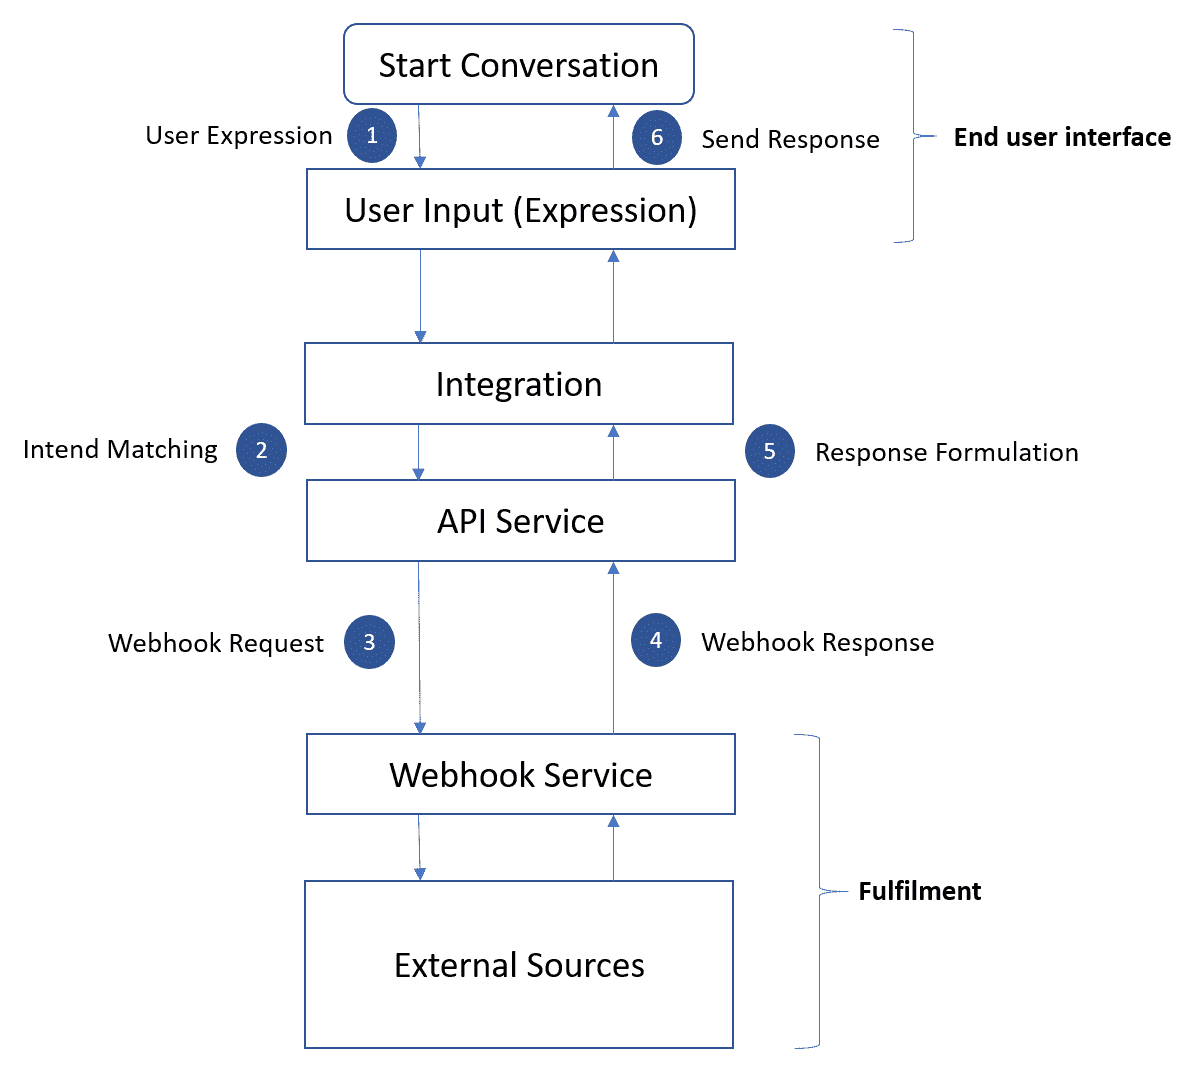 Start Conversation
User Expression
1
6
Send Response
End user interface
User Input (Expression)
Integration
Intend Matching
2
5
Response Formulation
API Service
Webhook Request
3
4
Webhook Response
Webhook Service
Fulfilment
External Sources